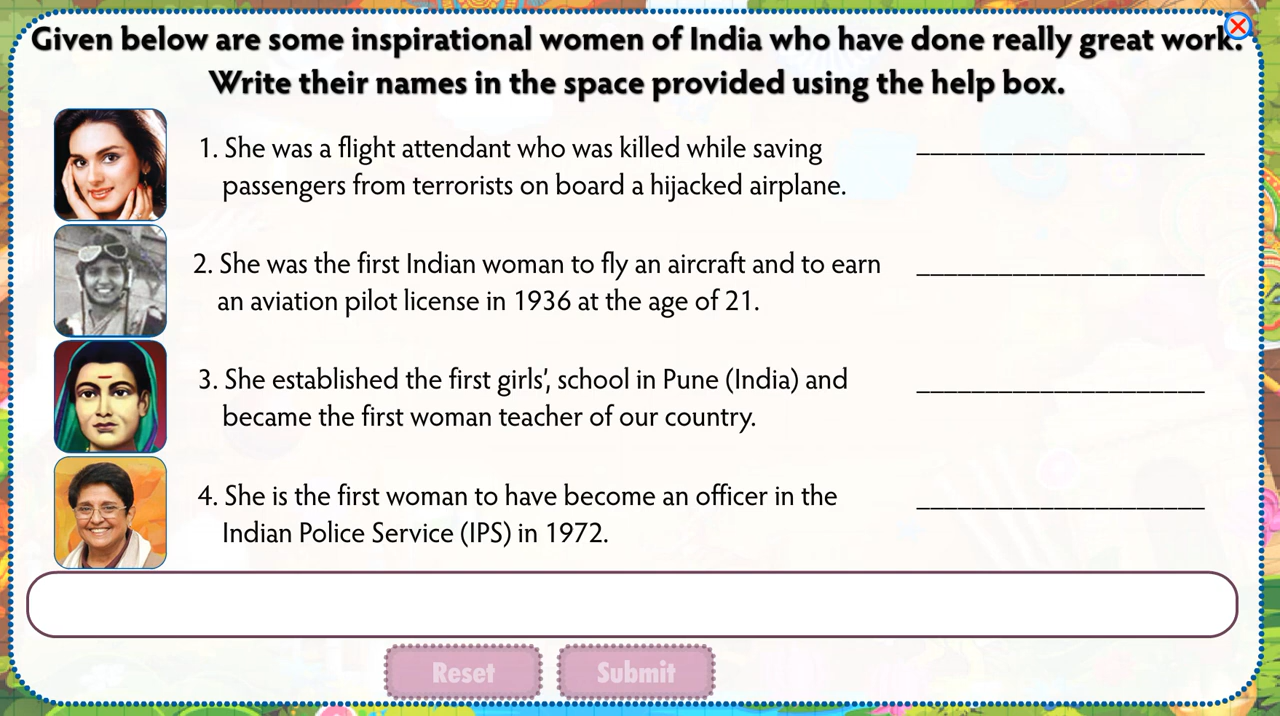 Given below are some inspirational women of India who have done really great work.
Write their names in the space provided using the help box.
1. She was a flight attendant who was killed while saving
passengers from terrorists on board a hijacked airplane.
2. She was the first Indian woman to fly an aircraft and to earn
an aviation pilot license in 1936 at the age of 21.
3. She established the first girls', school in Pune (India) and
became the first woman teacher of our country.
4. She is the first woman to have become an officer in the
Indian Police Service (IPS) in 1972.
Reset
Submit